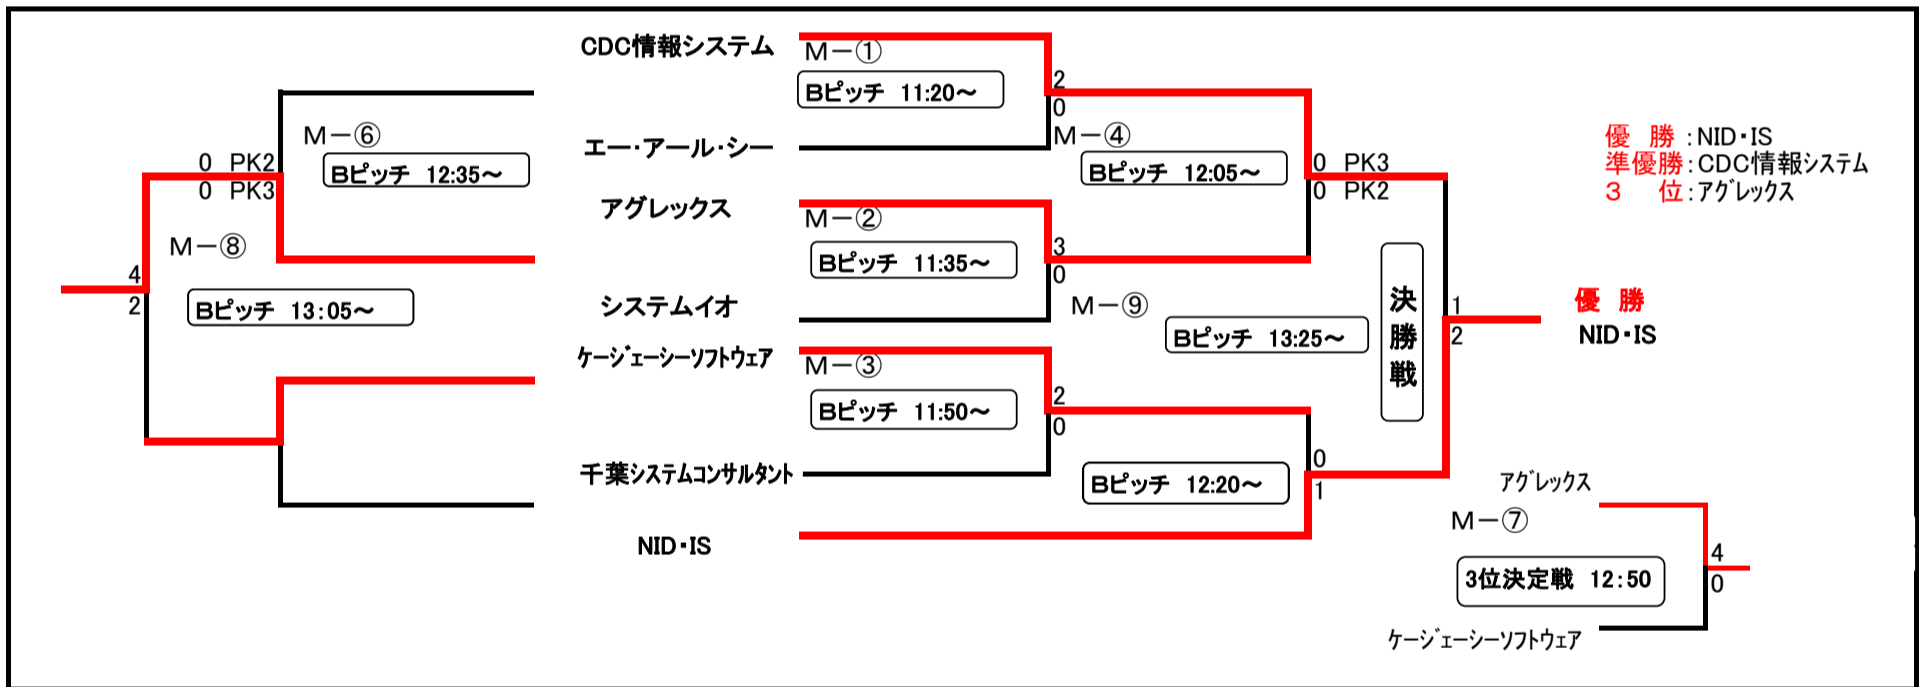 CDC情報システム
M－①
Bピッチ 11:20～
2
0
エー・アール・シー
M－④
Bピッチ 12:05～
M－⑥
Bピッチ 12:35～
0 PK2
0 PK3
0 PK3
0 PK2
優 勝:NID・IS
準優勝:CDC情報システム
3 位:アグレックス
アグレックス
M－②
Bピッチ 11:35～
3
0
M－⑧
4
2
Bピッチ 13:05～
システムイオ
M－⑨
Bピッチ 13:25～
決勝戦
1
2
優 勝
NID・IS
ケージェーシーソフトウェア
M－③
Bピッチ 11:50～
2
0
千葉システムコンサルタント
Bピッチ 12:20～
0
1
NID・IS
アグレックス
M－⑦
3位決定戦 12:50
4
0
ケージェーシーソフトウェア